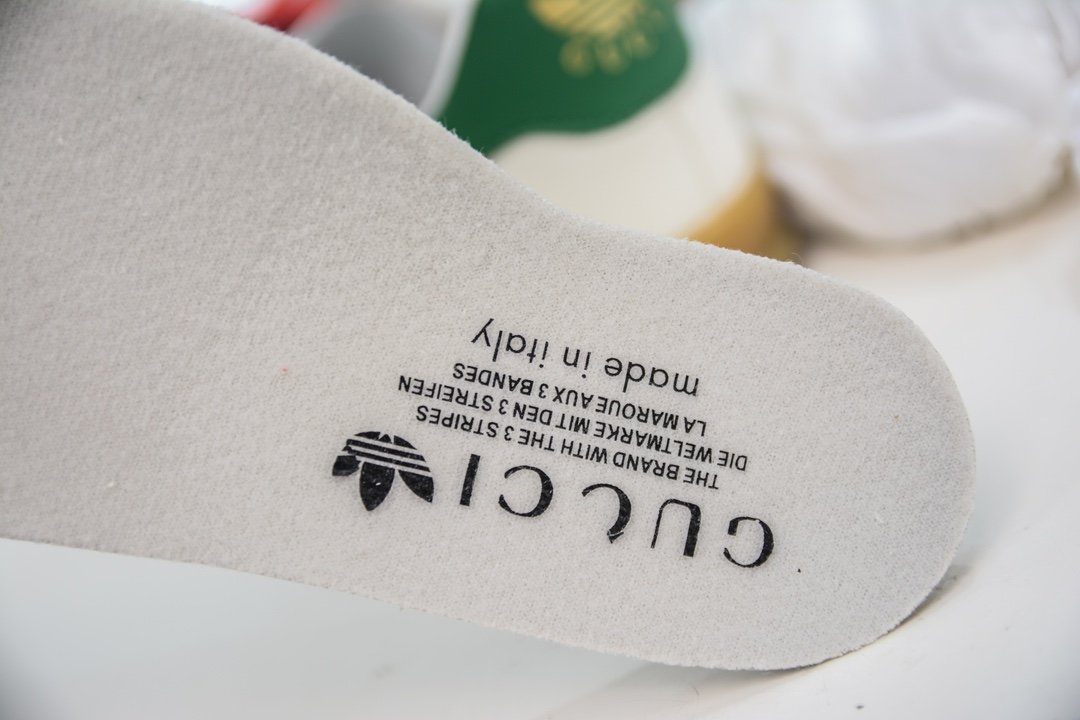 GUCCI
THE BRAND WITH THE 3 STRIPES
DIE WELTMARKE MIT DEN 3 STREIFEN
LA MARQUE AUX 3 BANDES
made in italy